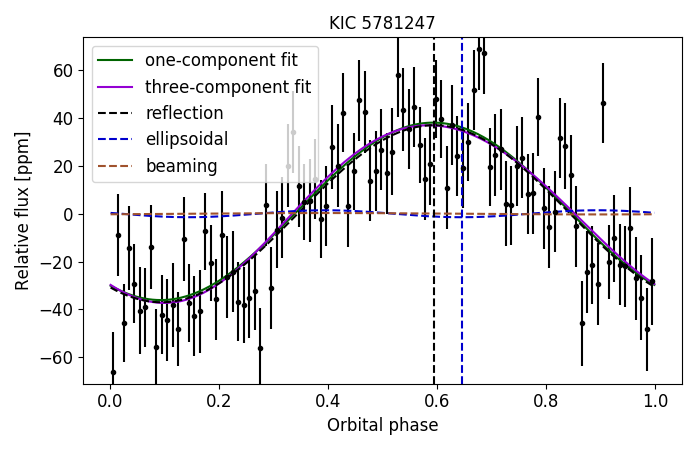 KIC 5781247
one-component fit
three-component fit
reflection
ellipsoidal
beaming
Relative flux [ppm]
60
40
20
0
−20
−40
−60
0.0 0.2 0.4 0.6 0.8 1.0
Orbital phase